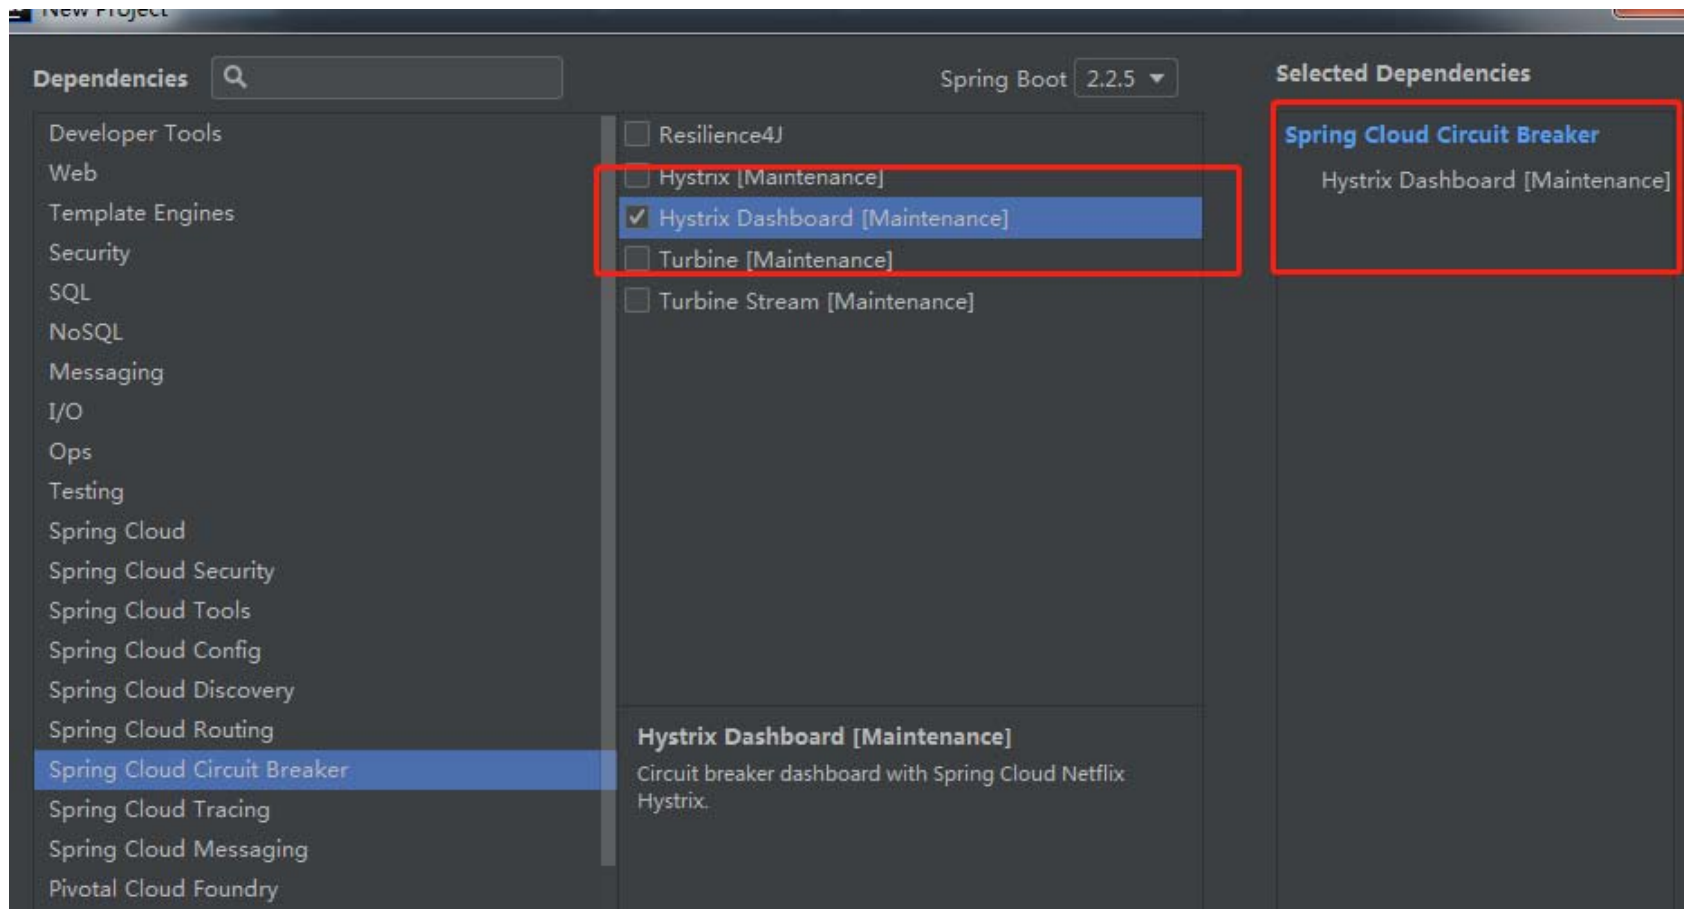 New Project
Dependencies
Spring Boot 2.2.5
Selected Dependencies
Developer Tools
Web
Template Engines
Security
SQL
NoSQL
Messaging
I/O
Ops
Testing
Spring Cloud
Spring Cloud Security
Spring Cloud Tools
Spring Cloud Config
Spring Cloud Discovery
Spring Cloud Routing
Spring Cloud Circuit Breaker
Spring Cloud Tracing
Spring Cloud Messaging
Pivotal Cloud Foundry
Resilience4J
Hystrix [Maintenance]
Hystrix Dashboard [Maintenance]
Turbine [Maintenance]
Turbine Stream [Maintenance]
Hystrix Dashboard [Maintenance]
Circuit breaker dashboard with Spring Cloud Netflix
Hystrix.
Spring Cloud Circuit Breaker
Hystrix Dashboard [Maintenance]